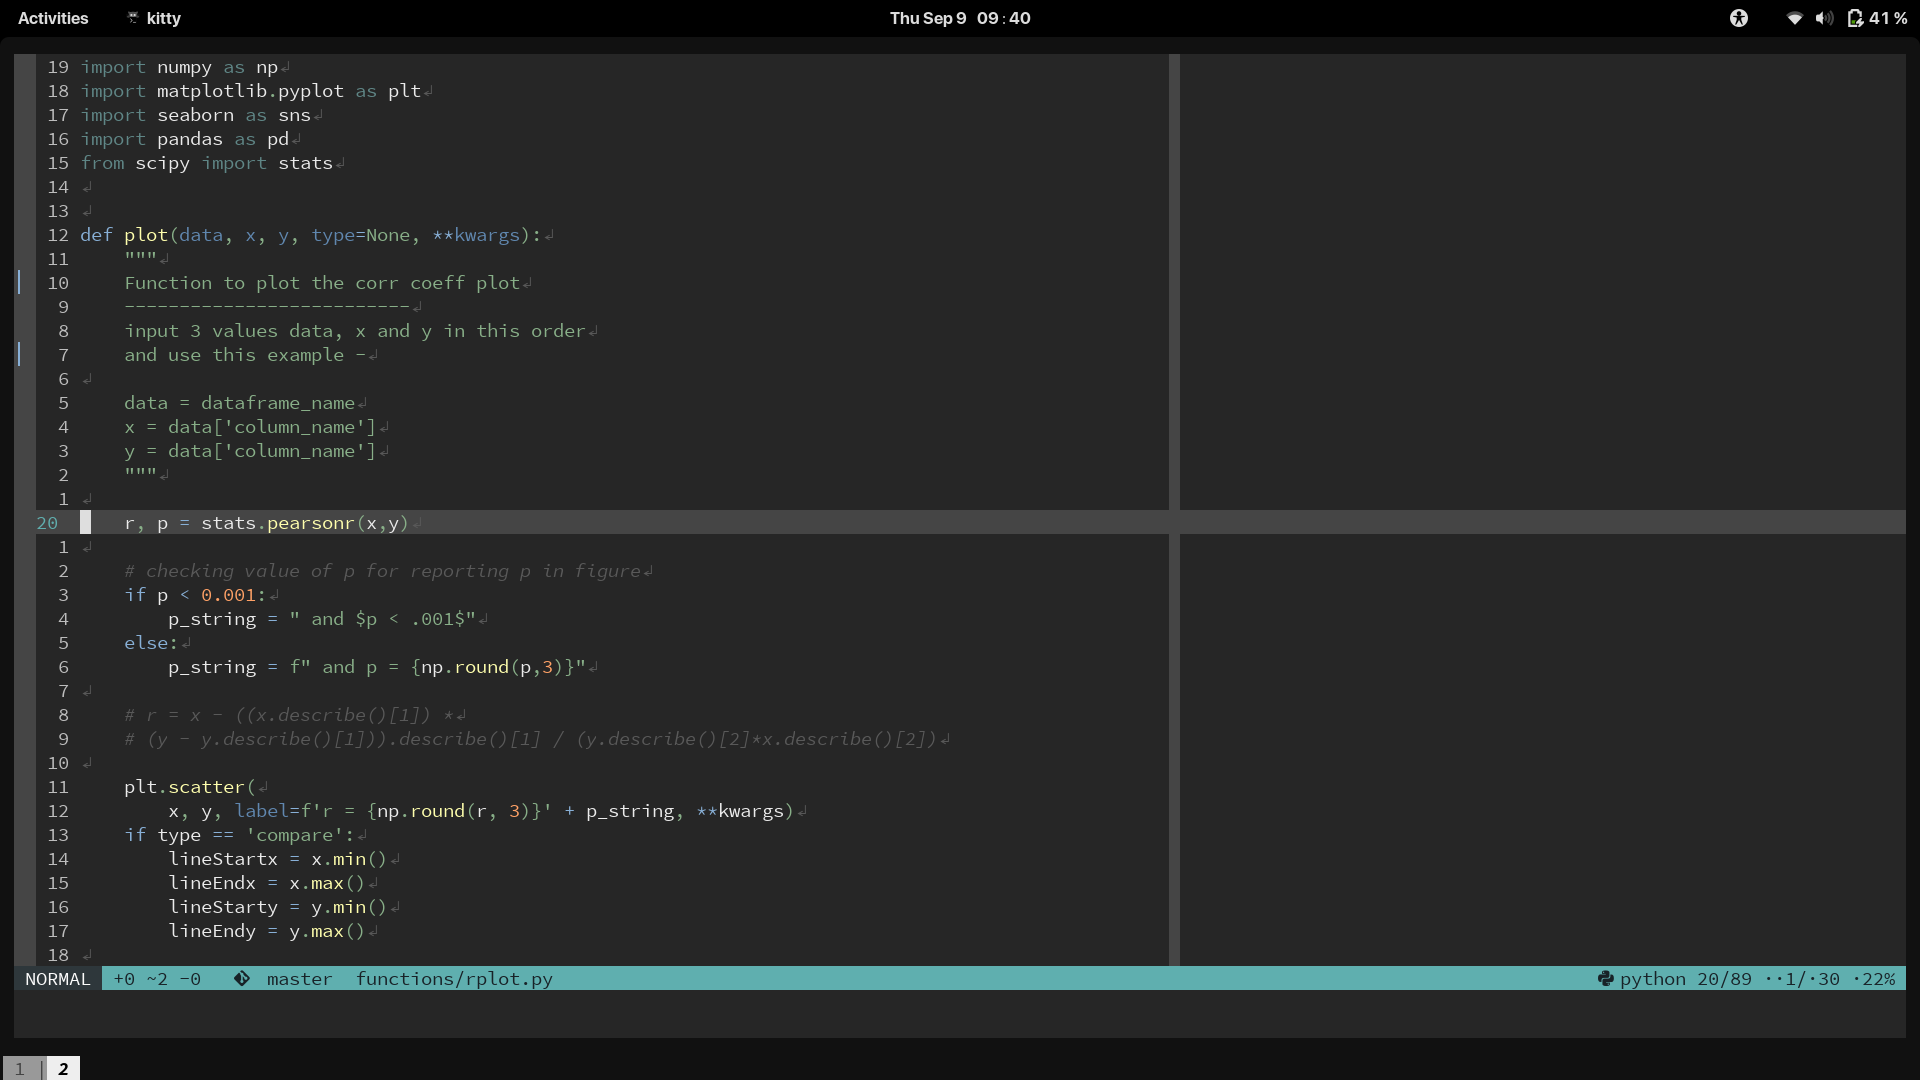 Activities kitty Thu Sep 9 09:40 41%
19 import numpy as np
18 import matplotlib.pyplot as plt
17 import seaborn as sns
16 import pandas as pd
15 from scipy import stats
14
13
12 def plot(data, x, y, type=None, **kwargs):
11     """
10     Function to plot the corr coeff plot
9     --------------------------
8     input 3 values data, x and y in this order
7     and use this example -
6
5     data = dataframe_name
4     x = data['column_name']
3     y = data['column_name']
2     """
1
20     r, p = stats.pearsonr(x,y)
1
2     # checking value of p for reporting p in figure
3     if p < 0.001:
4         p_string = " and $p < .001$"
5     else:
6         p_string = f" and p = {np.round(p,3)}"
7
8     # r = x - ((x.describe()[1]) *
9     # (y - y.describe()[1])).describe()[1] / (y.describe()[2]*x.describe()[2])
10
11     plt.scatter(
12         x, y, label=f'r = {np.round(r, 3)}' + p_string, **kwargs)
13     if type == 'compare':
14         lineStartx = x.min()
15         lineEndx = x.max()
16         lineStarty = y.min()
17         lineEndy = y.max()
18
NORMAL +0 ~2 -0 master functions/rplot.py python 20/89 ··1/·30 ·22%
1 | 2